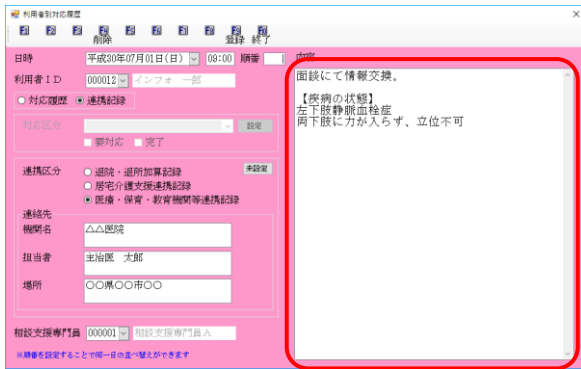 利用者別対応履歴
F1 F2 F3 F4 F5 F6 F7 F8 F9 F10
削除 登録 終了
日時 平成30年07月01日(日) 09:00 順番 内容
利用者ID 000012 インフォ 一郎
対応履歴 連携記録
対応区分 設定
要対応 完了
連携区分 退院・退所加算記録 未設定
居宅介護支援連携記録
医療・保育・教育機関等連携記録
連絡先
機関名 △△医院
担当者 主治医 太郎
場所 〇〇県〇〇市〇〇
相談支援専門員 000001 相談支援専門員A
※順番を設定することで同一日の並べ替えができます
面談にて情報交換。
【疾病の状態】
左下肢静脈血栓症
両下肢に力が入らず、立位不可